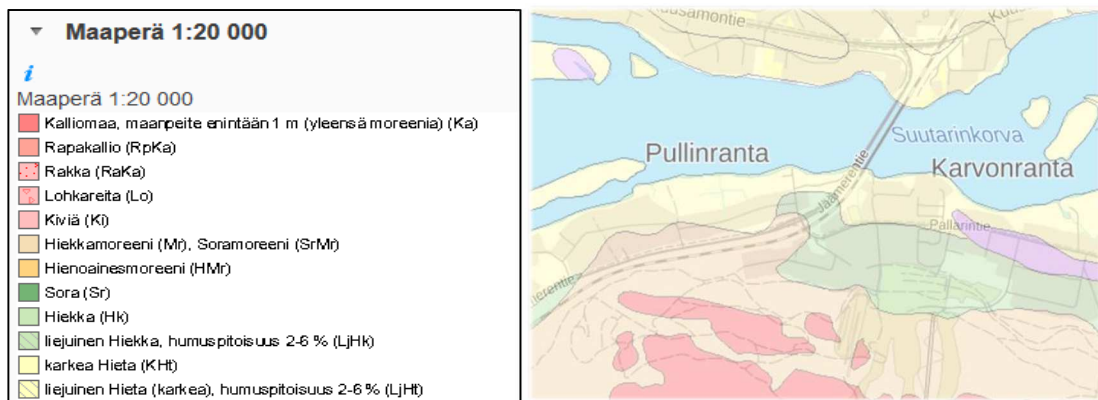 Maaperä 1:20 000
i
Maaperä 1:20 000
Kalliomaa, maanpeite enintään 1 m (yleensä moreenia) (Ka)
Rapakallio (RpKa)
Rakka (RaKa)
Lohkareita (Lo)
Kiviä (Ki)
Hiekkamoreeni (Mr), Soramoreeni (SrMr)
Hienoainesmoreeni (HMr)
Sora (Sr)
Hiekka (Hk)
liejuinen Hiekka, humuspitoisuus 2-6 % (LjHk)
karkea Hieta (KHt)
liejuinen Hieta (karkea), humuspitoisuus 2-6 % (LjHt)
Suutarinkorva
Pullinranta
Karvonranta
Jäämerentie
Pallarintie